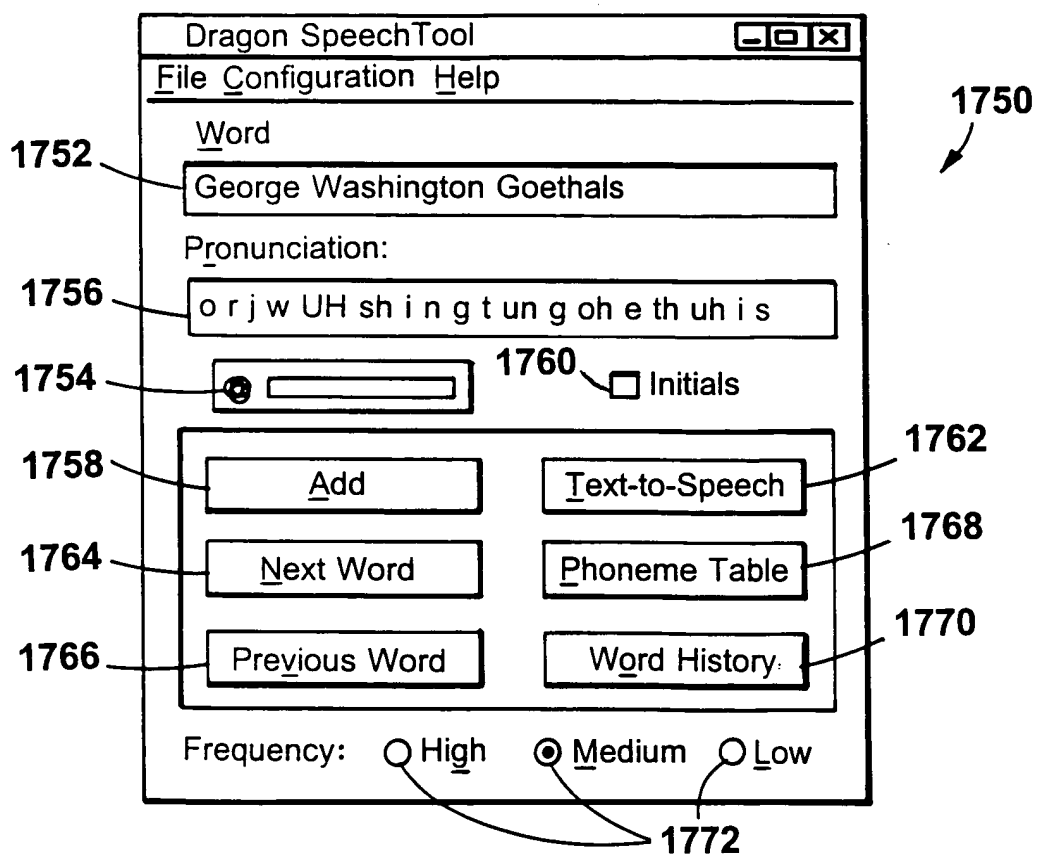 Dragon SpeechTool
File Configuration Help
1750
Word
1752
George Washington Goethals
Pronunciation:
1756
o r j w UH sh i n g t un g oh e th uh i s
1754
1760
Initials
1758
Add
Text-to-Speech
1762
1764
Next Word
Phoneme Table
1768
1766
Previous Word
Word History
1770
Frequency: High Medium Low
1772